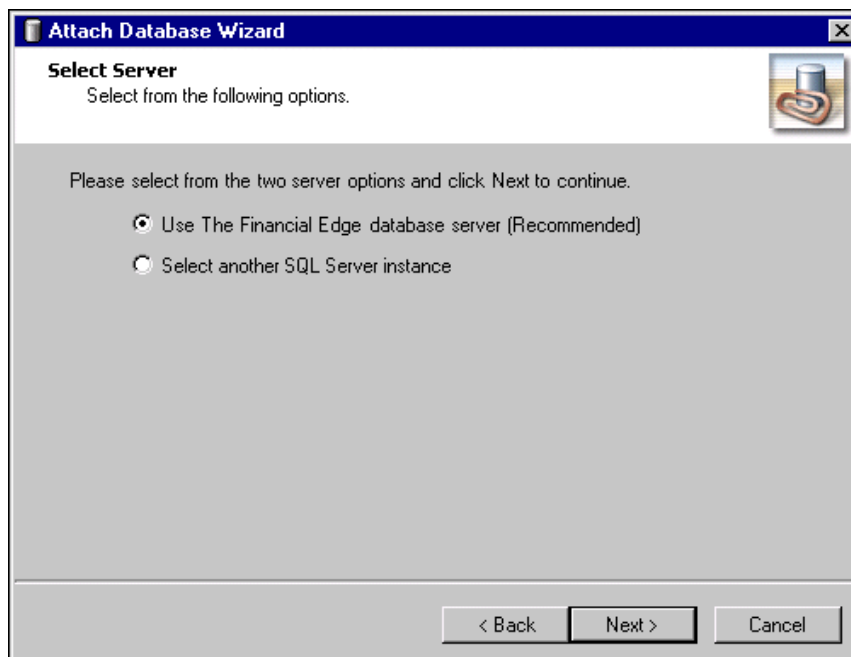 Attach Database Wizard
Select Server
Select from the following options.
Please select from the two server options and click Next to continue.
Use The Financial Edge database server (Recommended)
Select another SQL Server instance
< Back
Next >
Cancel